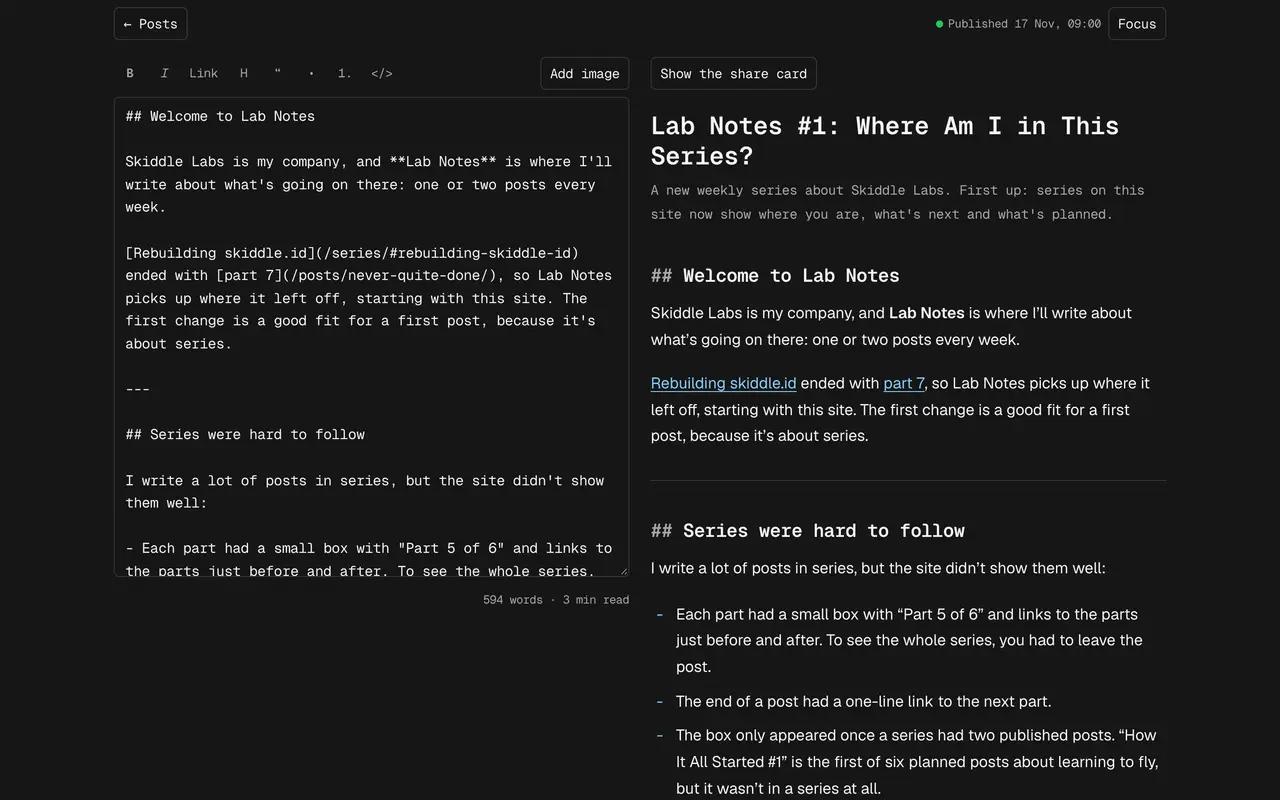 ← Posts
Published 17 Nov, 09:00
Focus
B I Link H “ · 1. </>
Add image
Show the share card
## Welcome to Lab Notes
Skiddle Labs is my company, and **Lab Notes** is where I'll
write about what's going on there: one or two posts every
week.
[Rebuilding skiddle.id](/series/#rebuilding-skiddle-id)
ended with [part 7](/posts/never-quite-done/), so Lab Notes
picks up where it left off, starting with this site. The
first change is a good fit for a first post, because it's
about series.
---
## Series were hard to follow
I write a lot of posts in series, but the site didn't show
them well:
- Each part had a small box with "Part 5 of 6" and links to
the parts just before and after. To see the whole series,
594 words · 3 min read
Lab Notes #1: Where Am I in This
Series?
A new weekly series about Skiddle Labs. First up: series on this
site now show where you are, what's next and what's planned.
## Welcome to Lab Notes
Skiddle Labs is my company, and Lab Notes is where I’ll write about
what’s going on there: one or two posts every week.
Rebuilding skiddle.id ended with part 7, so Lab Notes picks up where it
left off, starting with this site. The first change is a good fit for a first
post, because it’s about series.
## Series were hard to follow
I write a lot of posts in series, but the site didn’t show them well:
- Each part had a small box with “Part 5 of 6” and links to the parts
just before and after. To see the whole series, you had to leave the
post.
- The end of a post had a one-line link to the next part.
- The box only appeared once a series had two published posts. “How
It All Started #1” is the first of six planned posts about learning to fly,
but it wasn’t in a series at all.